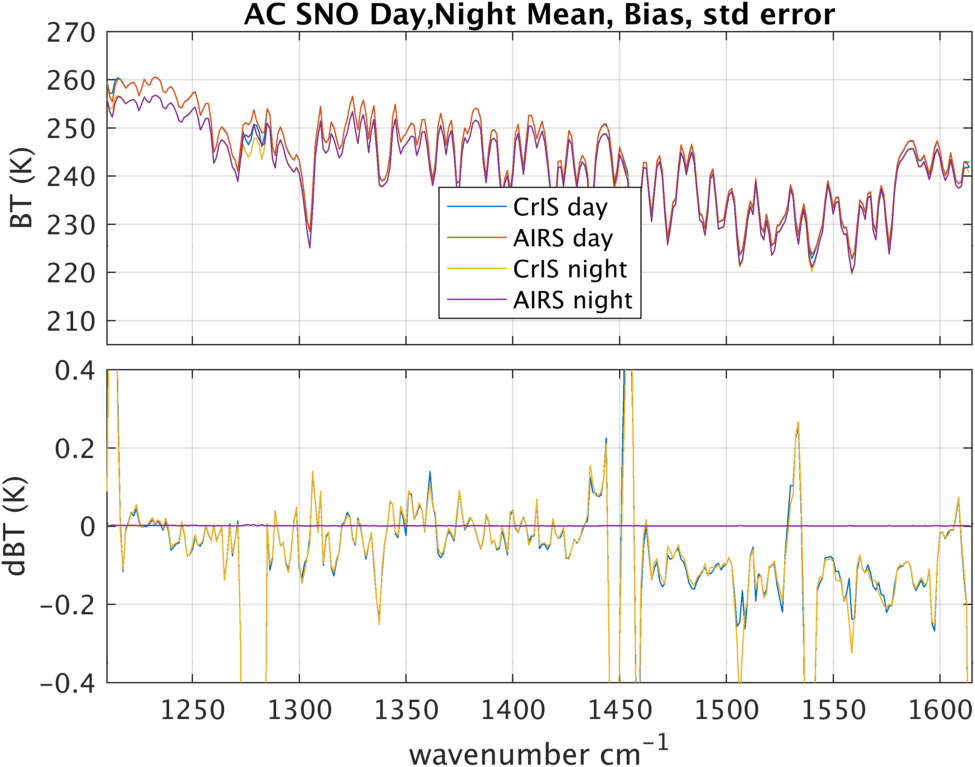 AC SNO Day,Night Mean, Bias, std error
BT (K)
270
260
250
240
230
220
210
CrIS day
AIRS day
CrIS night
AIRS night
dBT (K)
0.4
0.2
0
-0.2
-0.4
1250 1300 1350 1400 1450 1500 1550 1600
wavenumber cm⁻¹